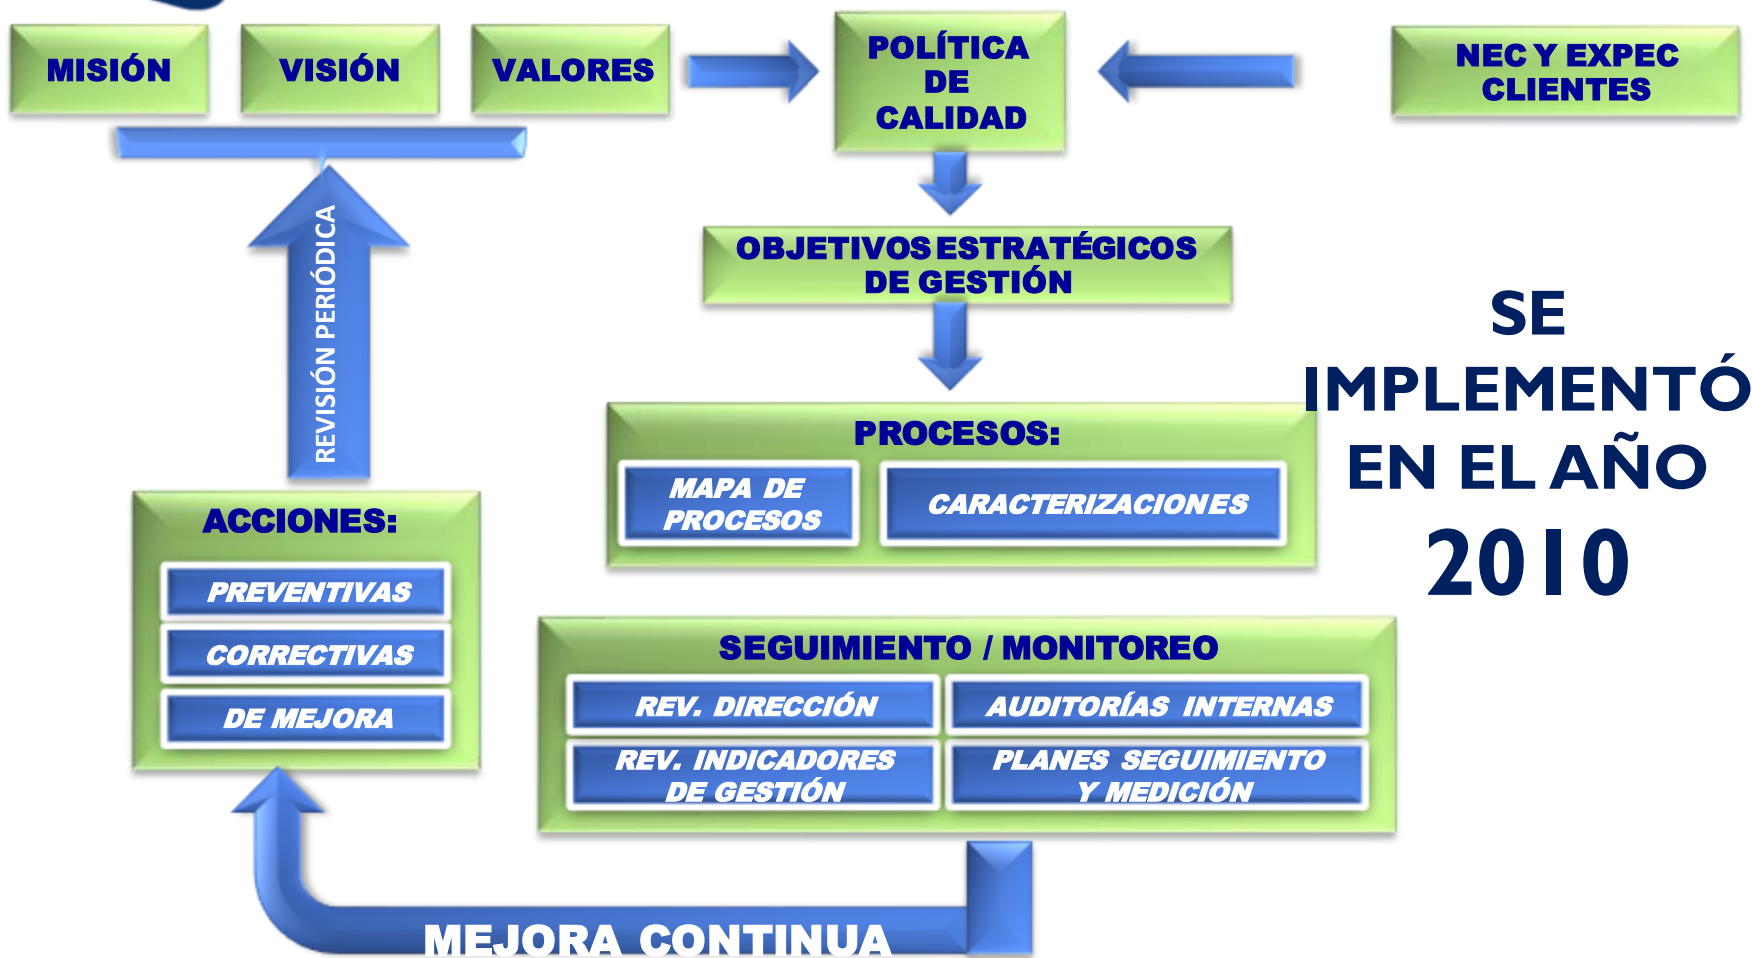 MISIÓN
VISIÓN
VALORES
POLÍTICA
DE
CALIDAD
NEC Y EXPEC
CLIENTES
OBJETIVOS ESTRATÉGICOS
DE GESTIÓN
REVISIÓN PERIÓDICA
SE
IMPLEMENTÓ
EN EL AÑO
2010
PROCESOS:
MAPA DE
PROCESOS
CARACTERIZACIONES
ACCIONES:
PREVENTIVAS
CORRECTIVAS
DE MEJORA
SEGUIMIENTO / MONITOREO
REV. DIRECCIÓN
AUDITORÍAS INTERNAS
REV. INDICADORES
DE GESTIÓN
PLANES SEGUIMIENTO
Y MEDICIÓN
MEJORA CONTINUA